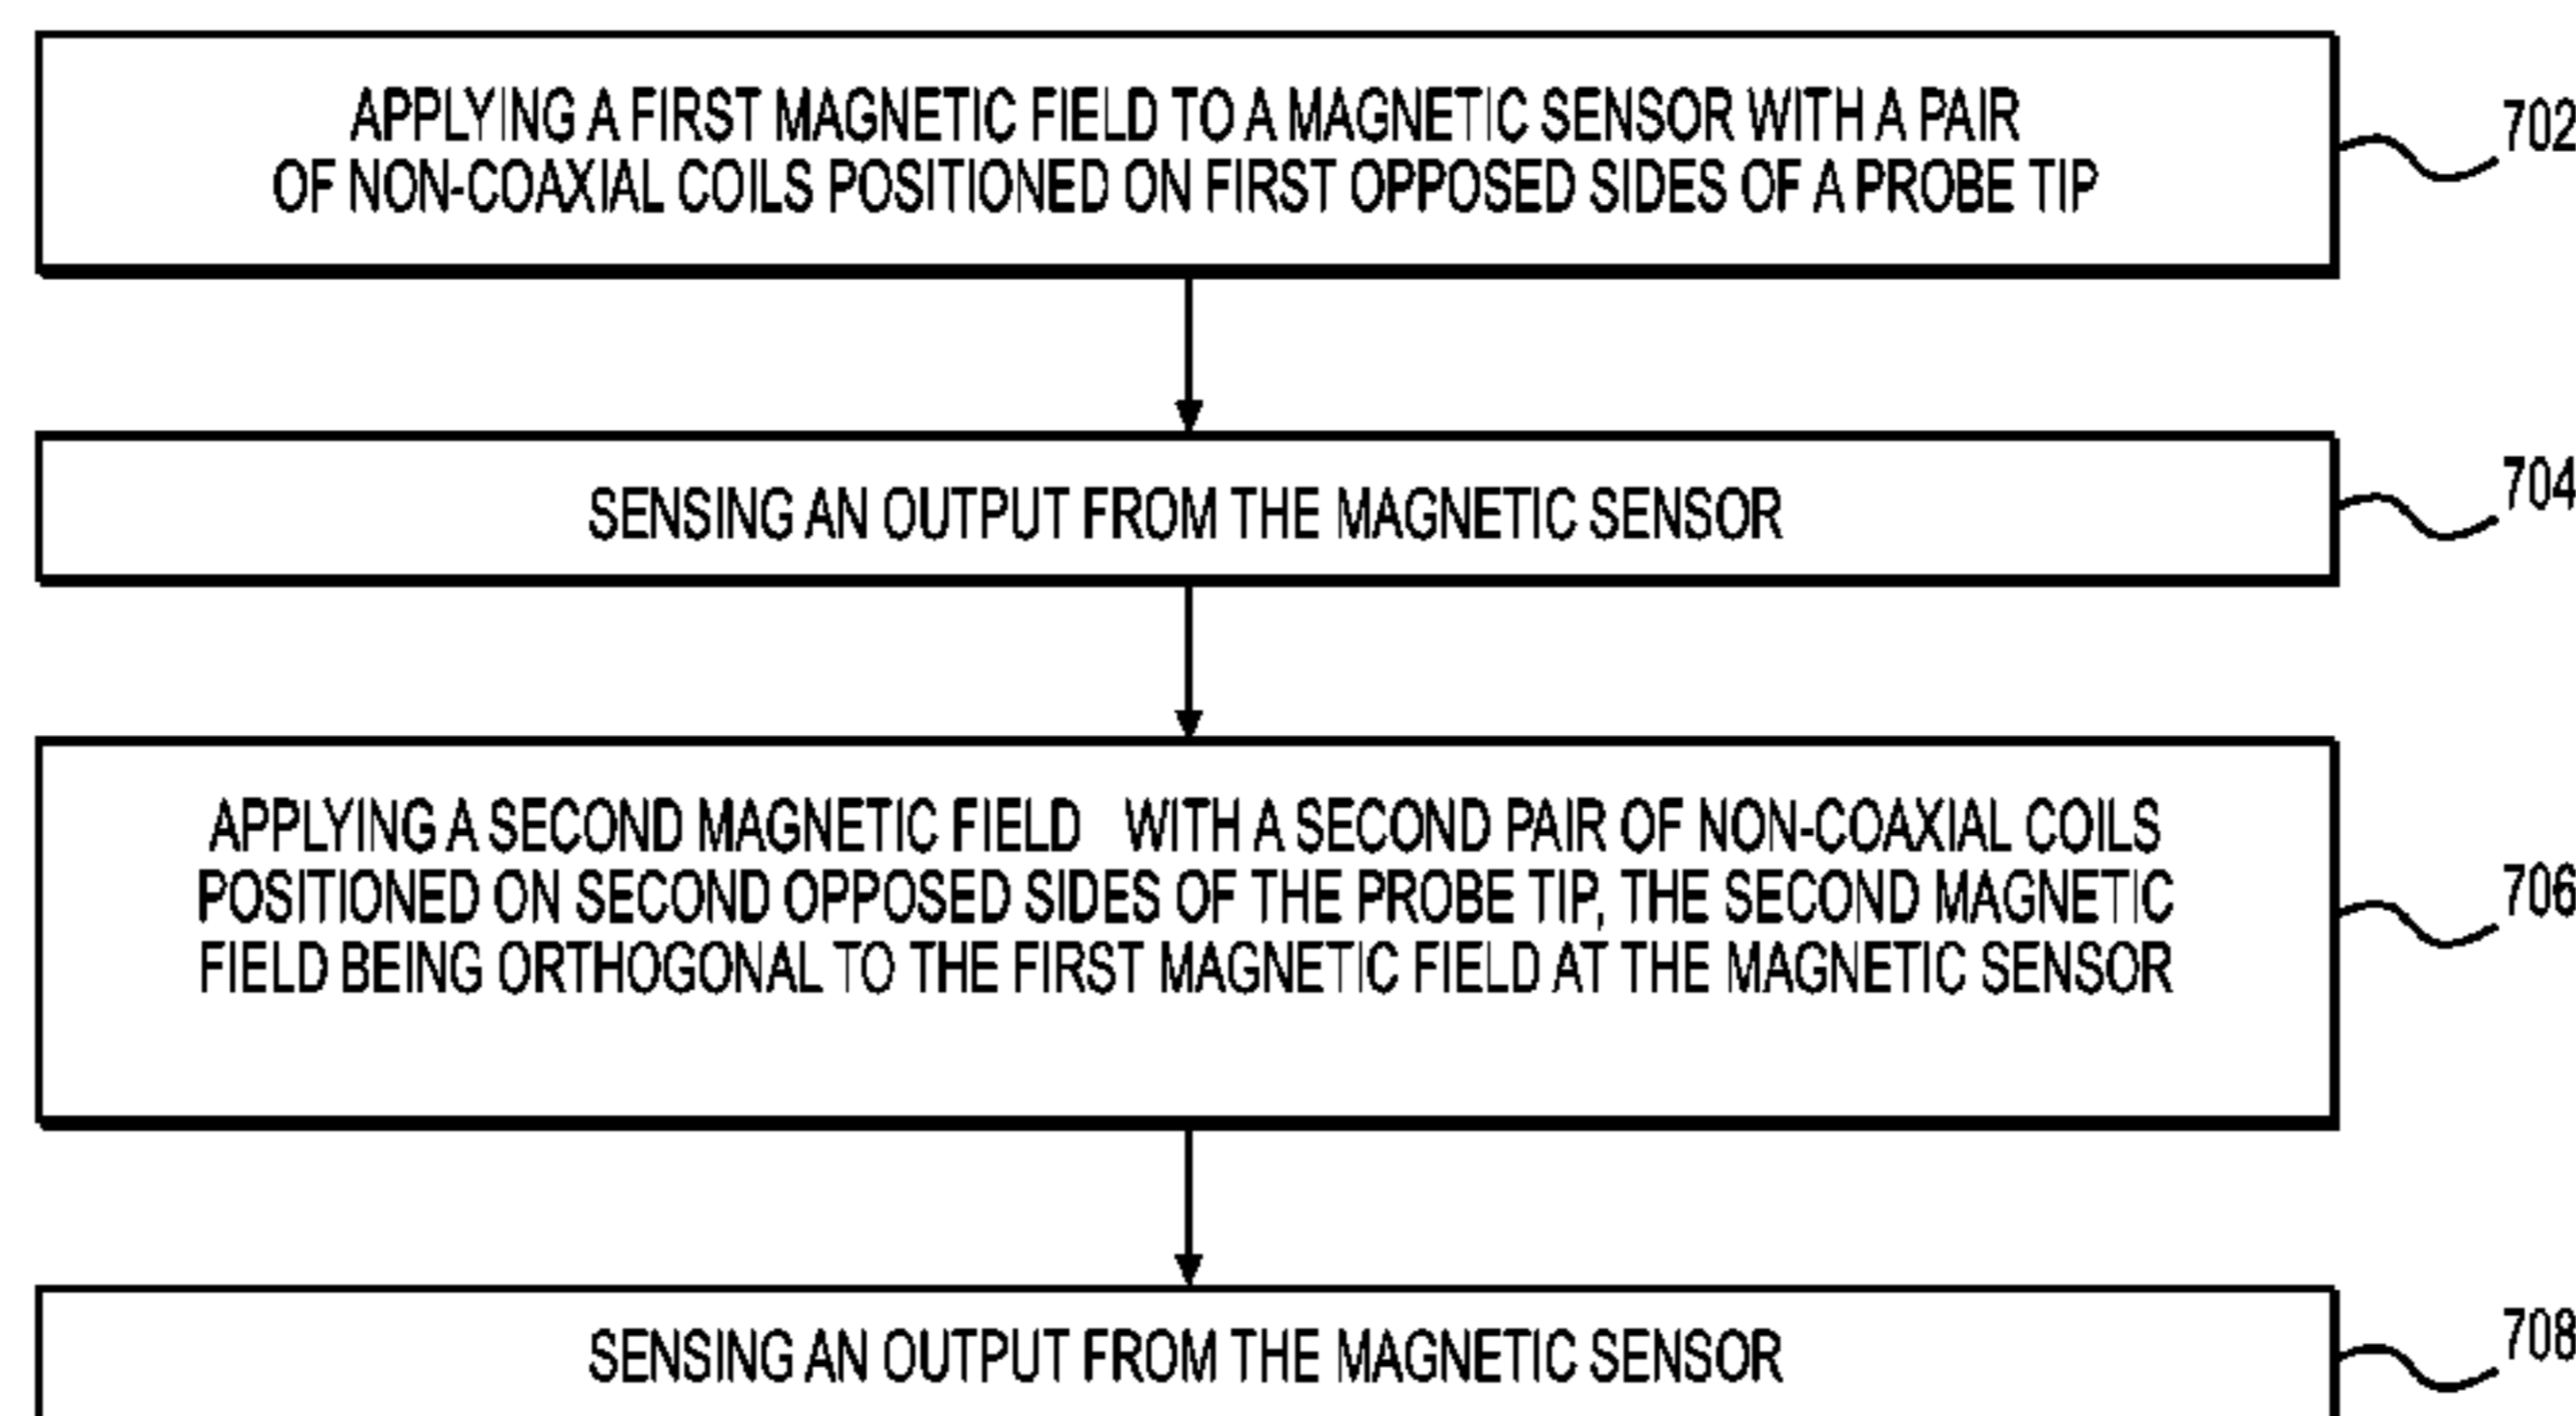 APPLYING A FIRST MAGNETIC FIELD TO A MAGNETIC SENSOR WITH A PAIR
OF NON-COAXIAL COILS POSITIONED ON FIRST OPPOSED SIDES OF A PROBE TIP
702
SENSING AN OUTPUT FROM THE MAGNETIC SENSOR
704
APPLYING A SECOND MAGNETIC FIELD WITH A SECOND PAIR OF NON-COAXIAL COILS
POSITIONED ON SECOND OPPOSED SIDES OF THE PROBE TIP, THE SECOND MAGNETIC
FIELD BEING ORTHOGONAL TO THE FIRST MAGNETIC FIELD AT THE MAGNETIC SENSOR
706
SENSING AN OUTPUT FROM THE MAGNETIC SENSOR
708